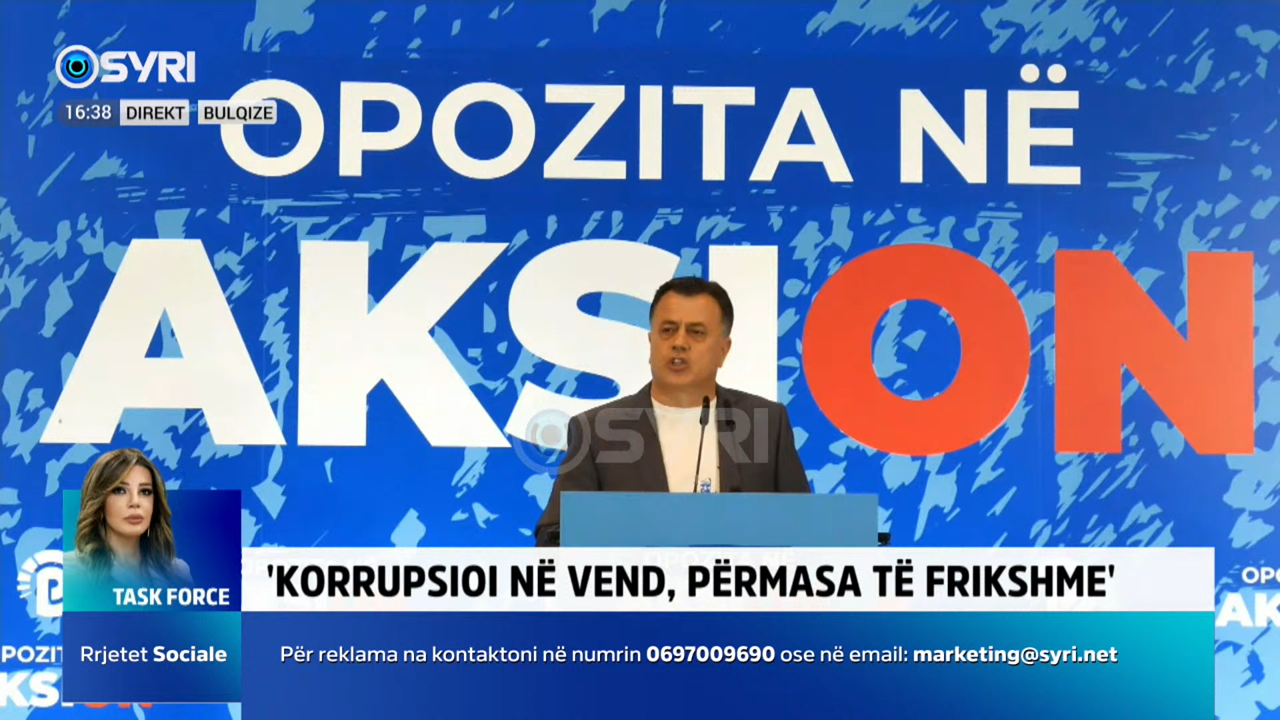 SYRI
16:38 DIREKT BULQIZE
OPOZITA NË
AKSION
SYRI
TASK FORCE
'KORRUPSIOI NË VEND, PËRMASA TË FRIKSHME'
Rrjetet Sociale
Për reklama na kontaktoni në numrin 0697009690 ose në email: marketing@syri.net